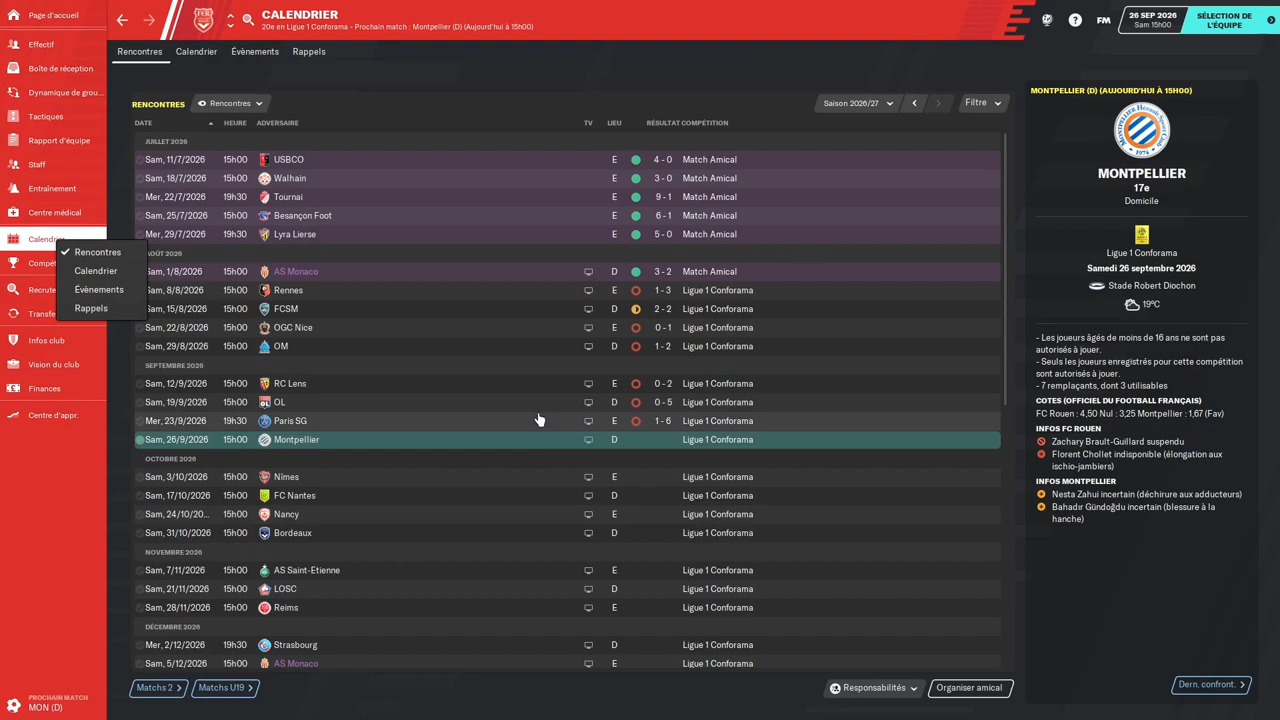 Page d'accueil
Effectif
Boîte de réception
Dynamique de grou...
Tactiques
Rapport d'équipe
Staff
Entraînement
Centre médical
Calendrier
Rencontres
Calendrier
Évènements
Rappels
Infos club
Vision du club
Finances
Centre d'appr.
PROCHAIN MATCH
MON (D)
CALENDRIER
20e en Ligue 1 Conforama - Prochain match : Montpellier (D) (Aujourd'hui à 15h00)
FM
26 SEP 2026
Sam 15h00
SÉLECTION DE
L'ÉQUIPE
Rencontres Calendrier Évènements Rappels
RENCONTRES Rencontres Saison 2026/27 Filtre
DATE HEURE ADVERSAIRE TV LIEU RÉSULTAT COMPÉTITION
JUILLET 2026
Sam, 11/7/2026 15h00 USBCO E 4 - 0 Match Amical
Sam, 18/7/2026 15h00 Walhain E 3 - 0 Match Amical
Mer, 22/7/2026 19h30 Tournai E 9 - 1 Match Amical
Sam, 25/7/2026 15h00 Besançon Foot E 6 - 1 Match Amical
Mer, 29/7/2026 19h30 Lyra Lierse E 5 - 0 Match Amical
AOÛT 2026
Sam, 1/8/2026 15h00 AS Monaco D 3 - 2 Match Amical
Sam, 8/8/2026 15h00 Rennes E 1 - 3 Ligue 1 Conforama
Sam, 15/8/2026 15h00 FCSM D 2 - 2 Ligue 1 Conforama
Sam, 22/8/2026 15h00 OGC Nice E 0 - 1 Ligue 1 Conforama
Sam, 29/8/2026 15h00 OM D 1 - 2 Ligue 1 Conforama
SEPTEMBRE 2026
Sam, 12/9/2026 15h00 RC Lens E 0 - 2 Ligue 1 Conforama
Sam, 19/9/2026 15h00 OL D 0 - 5 Ligue 1 Conforama
Mer, 23/9/2026 19h30 Paris SG E 1 - 6 Ligue 1 Conforama
Sam, 26/9/2026 15h00 Montpellier D Ligue 1 Conforama
OCTOBRE 2026
Sam, 3/10/2026 15h00 Nîmes E Ligue 1 Conforama
Sam, 17/10/2026 15h00 FC Nantes D Ligue 1 Conforama
Sam, 24/10/20... 15h00 Nancy E Ligue 1 Conforama
Sam, 31/10/2026 15h00 Bordeaux D Ligue 1 Conforama
NOVEMBRE 2026
Sam, 7/11/2026 15h00 AS Saint-Etienne E Ligue 1 Conforama
Sam, 21/11/2026 15h00 LOSC D Ligue 1 Conforama
Sam, 28/11/2026 15h00 Reims E Ligue 1 Conforama
DÉCEMBRE 2026
Mer, 2/12/2026 19h30 Strasbourg D Ligue 1 Conforama
Sam, 5/12/2026 15h00 AS Monaco E Ligue 1 Conforama
Matchs 2 Matchs U19 Responsabilités Organiser amical
MONTPELLIER (D) (AUJOURD'HUI À 15H00)
MONTPELLIER
17e
Domicile
Ligue 1 Conforama
Samedi 26 septembre 2026
Stade Robert Diochon
19°C
- Les joueurs âgés de moins de 16 ans ne sont pas
autorisés à jouer.
- Seuls les joueurs enregistrés pour cette compétition
sont autorisés à jouer.
- 7 remplaçants, dont 3 utilisables
COTES (OFFICIEL DU FOOTBALL FRANÇAIS)
FC Rouen : 4,50 Nul : 3,25 Montpellier : 1,67 (Fav)
INFOS FC ROUEN
Zachary Brault-Guillard suspendu
Florent Chollet indisponible (élongation aux
ischio-jambiers)
INFOS MONTPELLIER
Nesta Zahui incertain (déchirure aux adducteurs)
Bahadır Gündoğdu incertain (blessure à la
hanche)
Dern. confront.